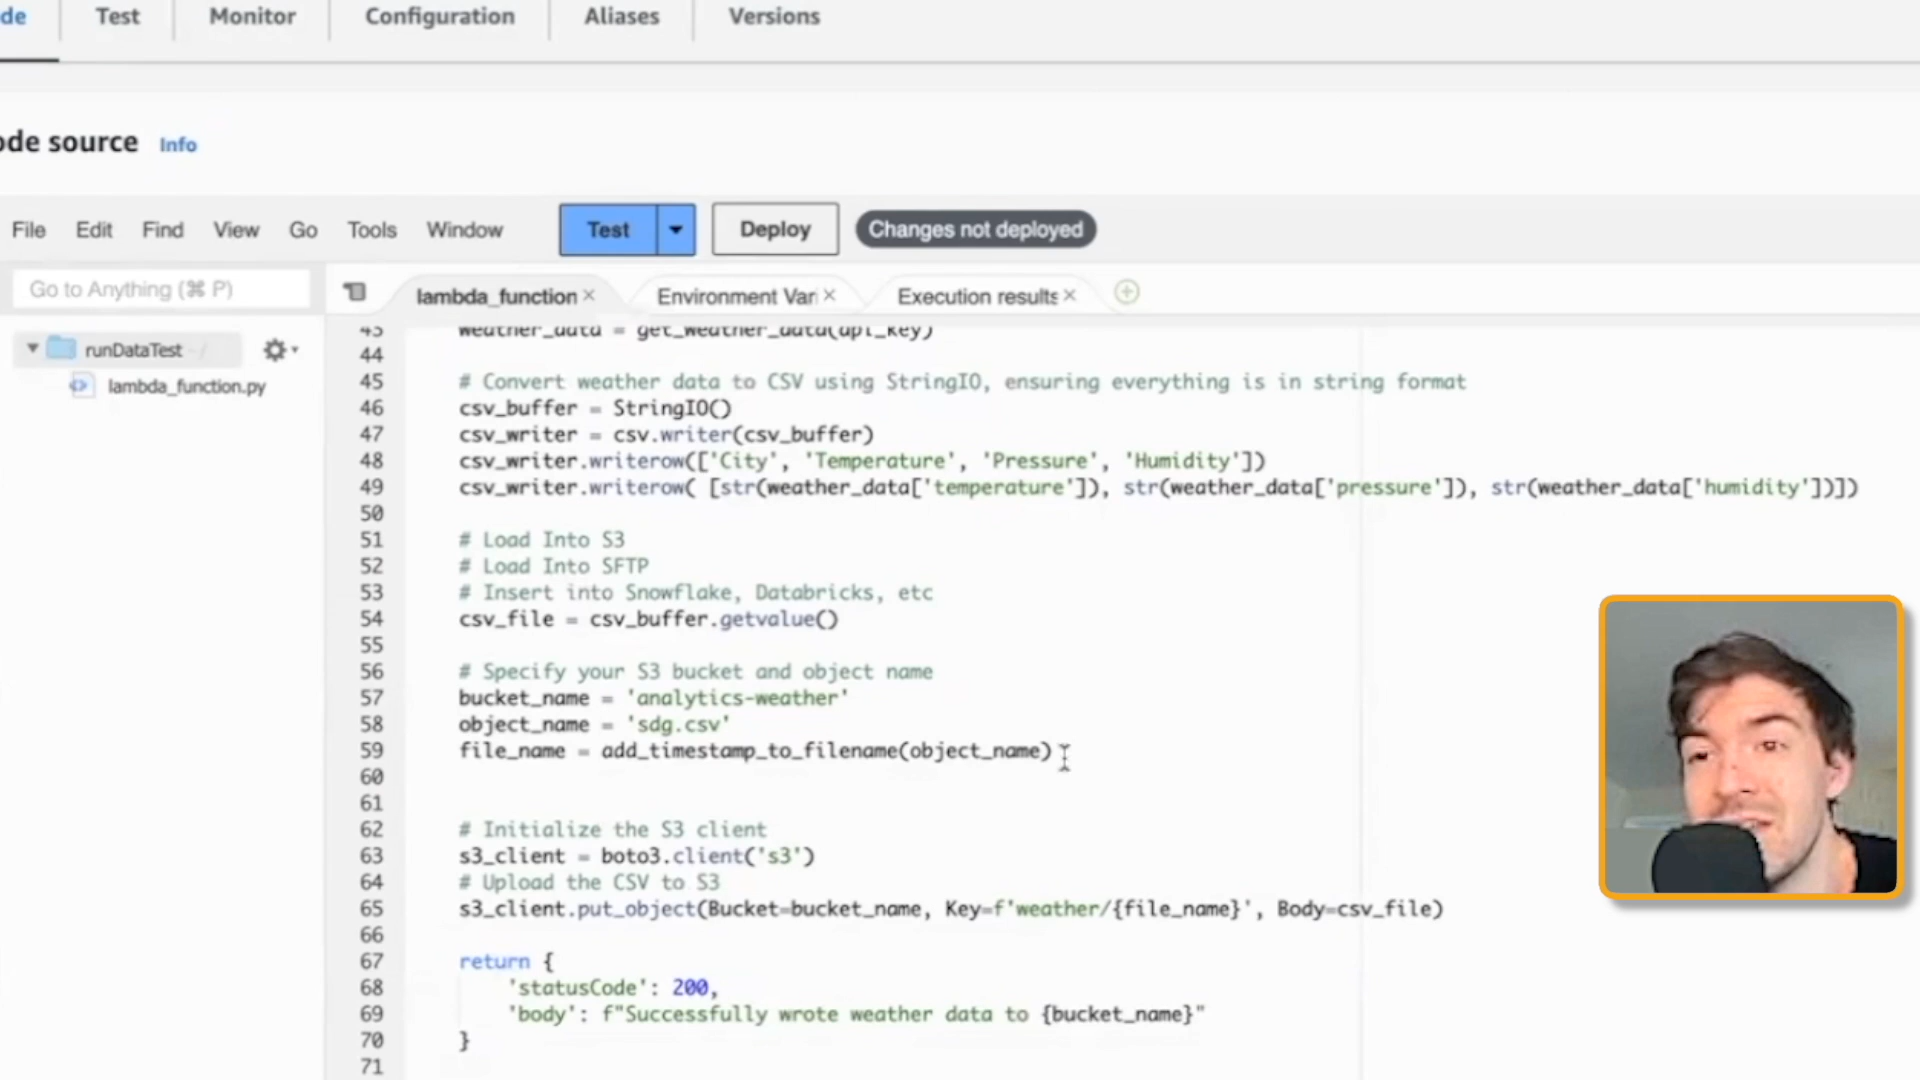 de Test Monitor Configuration Aliases Versions
ode source Info
File Edit Find View Go Tools Window Test Deploy Changes not deployed
Go to Anything (⌘ P) lambda_function × Environment Var × Execution results ×
runDataTest - /
lambda_function.py
43 weather_data = get_weather_data(api_key)
44
45 # Convert weather data to CSV using StringIO, ensuring everything is in string format
46 csv_buffer = StringIO()
47 csv_writer = csv.writer(csv_buffer)
48 csv_writer.writerow(['City', 'Temperature', 'Pressure', 'Humidity'])
49 csv_writer.writerow( [str(weather_data['temperature']), str(weather_data['pressure']), str(weather_data['humidity'])])
50
51 # Load Into S3
52 # Load Into SFTP
53 # Insert into Snowflake, Databricks, etc
54 csv_file = csv_buffer.getvalue()
55
56 # Specify your S3 bucket and object name
57 bucket_name = 'analytics-weather'
58 object_name = 'sdg.csv'
59 file_name = add_timestamp_to_filename(object_name)
60
61
62 # Initialize the S3 client
63 s3_client = boto3.client('s3')
64 # Upload the CSV to S3
65 s3_client.put_object(Bucket=bucket_name, Key=f'weather/{file_name}', Body=csv_file)
66
67 return {
68 'statusCode': 200,
69 'body': f"Successfully wrote weather data to {bucket_name}"
70 }
71